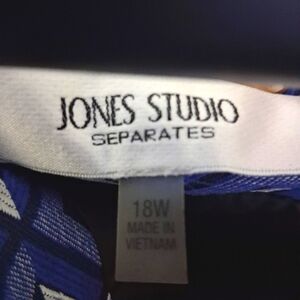 JONES STUDIO
SEPARATES
18W
MADE IN
VIETNAM